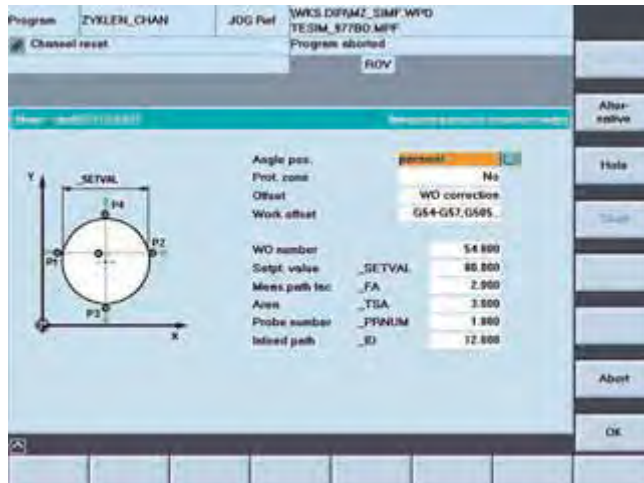 Program ZYKLEN_CHAN JOG Ref \WKS.DIR\MZ_SIMF.WPD
TESIM_977BO.MPF
Channel reset Program aborted
ROV
Alter-
native
Hole
Abort
OK
Y
_SETVAL
P4
P2
P1
P3
X
Angle pos.
Prot. zone No
Offset WO correction
Work offset G54-G57,G505..
WO number 54.000
Setpt. value _SETVAL 80.000
Meas path fac _FA 2.000
Area _TSA 3.000
Probe number _PRNUM 1.000
Infeed path _ID 12.000